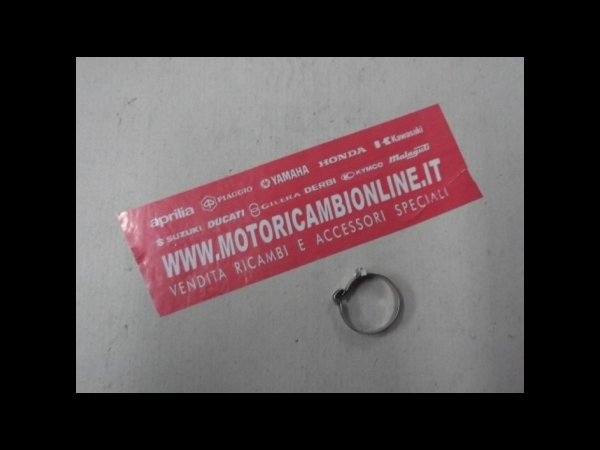 aprilia PIAGGIO YAMAHA HONDA Kawasaki
SUZUKI DUCATI GILERA DERBI KYMCO Malaguti
WWW.MOTORICAMBIONLINE.IT
VENDITA RICAMBI E ACCESSORI SPECIALI